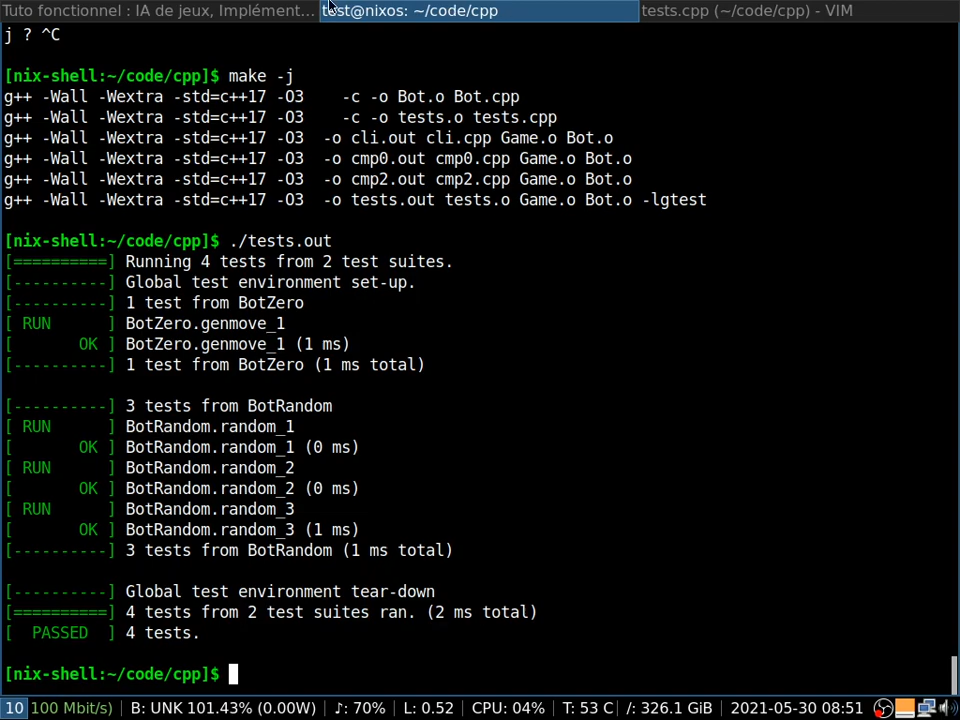 Tuto fonctionnel : IA de jeux, Implément...
test@nixos: ~/code/cpp
tests.cpp (~/code/cpp) - VIM
j ? ^C
[nix-shell:~/code/cpp]$ make -j
g++ -Wall -Wextra -std=c++17 -O3    -c -o Bot.o Bot.cpp
g++ -Wall -Wextra -std=c++17 -O3    -c -o tests.o tests.cpp
g++ -Wall -Wextra -std=c++17 -O3  -o cli.out cli.cpp Game.o Bot.o
g++ -Wall -Wextra -std=c++17 -O3  -o cmp0.out cmp0.cpp Game.o Bot.o
g++ -Wall -Wextra -std=c++17 -O3  -o cmp2.out cmp2.cpp Game.o Bot.o
g++ -Wall -Wextra -std=c++17 -O3  -o tests.out tests.o Game.o Bot.o -lgtest
[nix-shell:~/code/cpp]$ ./tests.out
[==========] Running 4 tests from 2 test suites.
[----------] Global test environment set-up.
[----------] 1 test from BotZero
[ RUN      ] BotZero.genmove_1
[       OK ] BotZero.genmove_1 (1 ms)
[----------] 1 test from BotZero (1 ms total)
[----------] 3 tests from BotRandom
[ RUN      ] BotRandom.random_1
[       OK ] BotRandom.random_1 (0 ms)
[ RUN      ] BotRandom.random_2
[       OK ] BotRandom.random_2 (0 ms)
[ RUN      ] BotRandom.random_3
[       OK ] BotRandom.random_3 (1 ms)
[----------] 3 tests from BotRandom (1 ms total)
[----------] Global test environment tear-down
[==========] 4 tests from 2 test suites ran. (2 ms total)
[  PASSED  ] 4 tests.
[nix-shell:~/code/cpp]$
10 100 Mbit/s) | B: UNK 101.43% (0.00W) | ♪: 70% | L: 0.52 | CPU: 04% | T: 53 C | /: 326.1 GiB | 2021-05-30 08:51